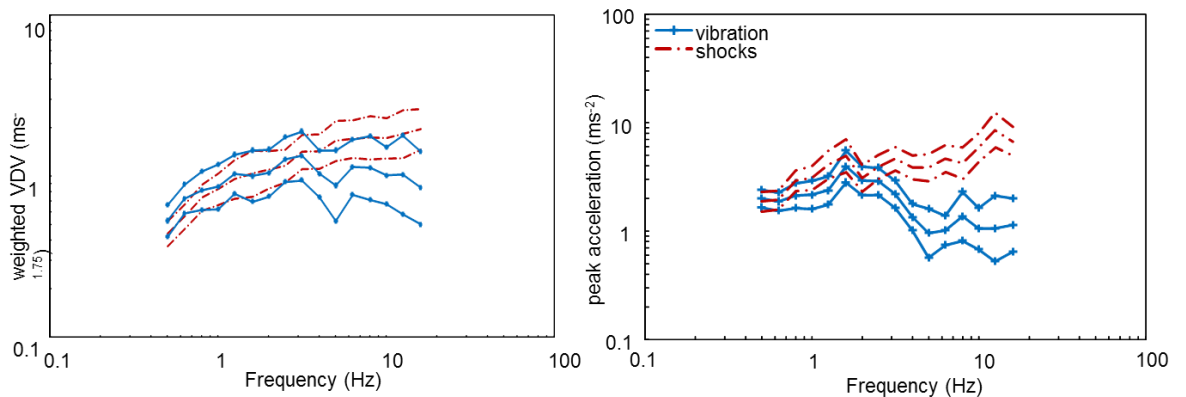 10
1
0.1
weighted VDV (ms-
1.75)
0.1
1
10
100
Frequency (Hz)
100
10
1
0.1
peak acceleration (ms-2)
vibration
shocks
0.1
1
10
100
Frequency (Hz)